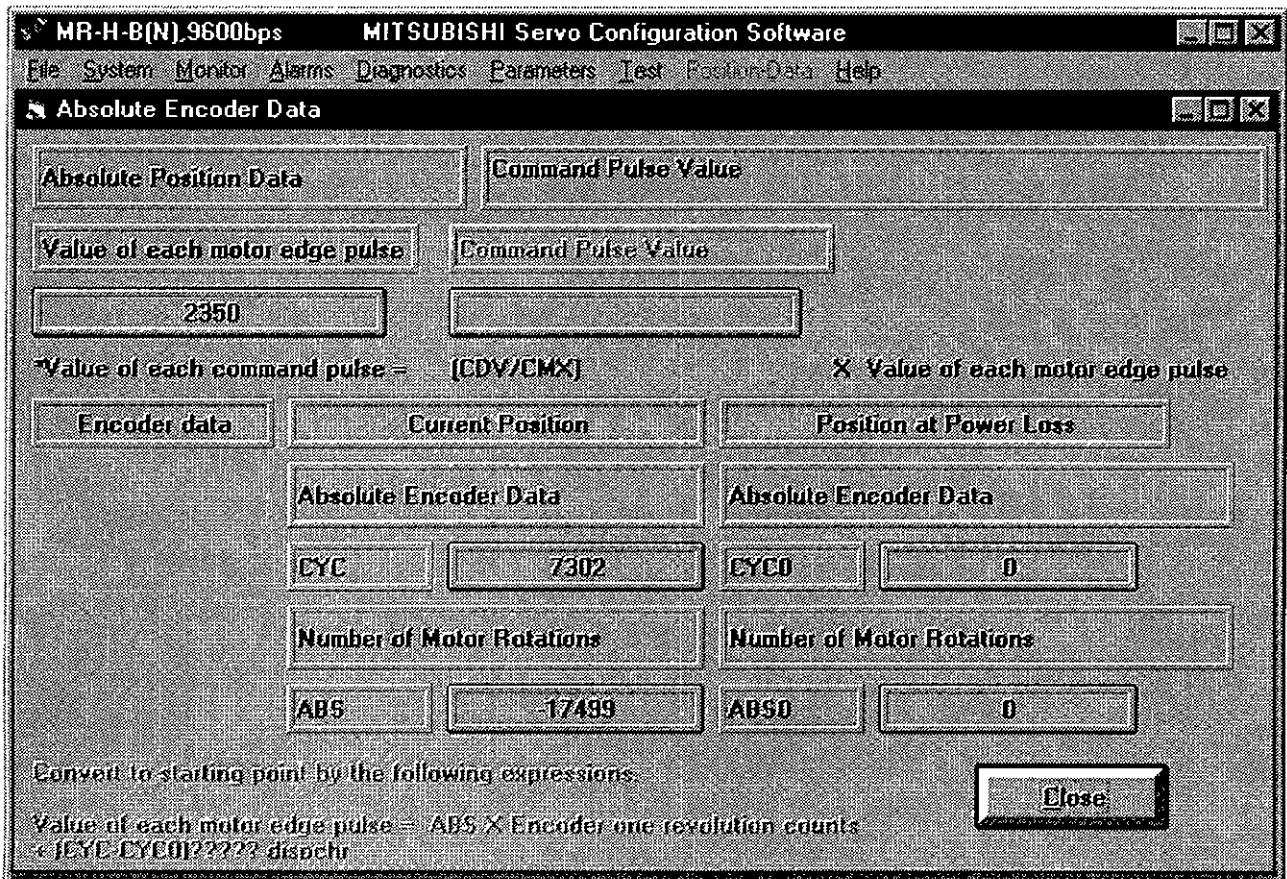 MR-H-B(N),9600bps MITSUBISHI Servo Configuration Software
File System Monitor Alarms Diagnostics Parameters Test Position-Data Help
Absolute Encoder Data
Absolute Position Data Command Pulse Value
Value of each motor edge pulse Command Pulse Value
2350
*Value of each command pulse = (CDV/CMX) X Value of each motor edge pulse
Encoder data Current Position Position at Power Loss
Absolute Encoder Data Absolute Encoder Data
CYC 7302 CYC0 0
Number of Motor Rotations Number of Motor Rotations
ABS -17499 ABS0 0
Convert to starting point by the following expressions.
Close
Value of each motor edge pulse = ABS X Encoder one revolution counts
+ (CYC-CYC0)????? dispchr